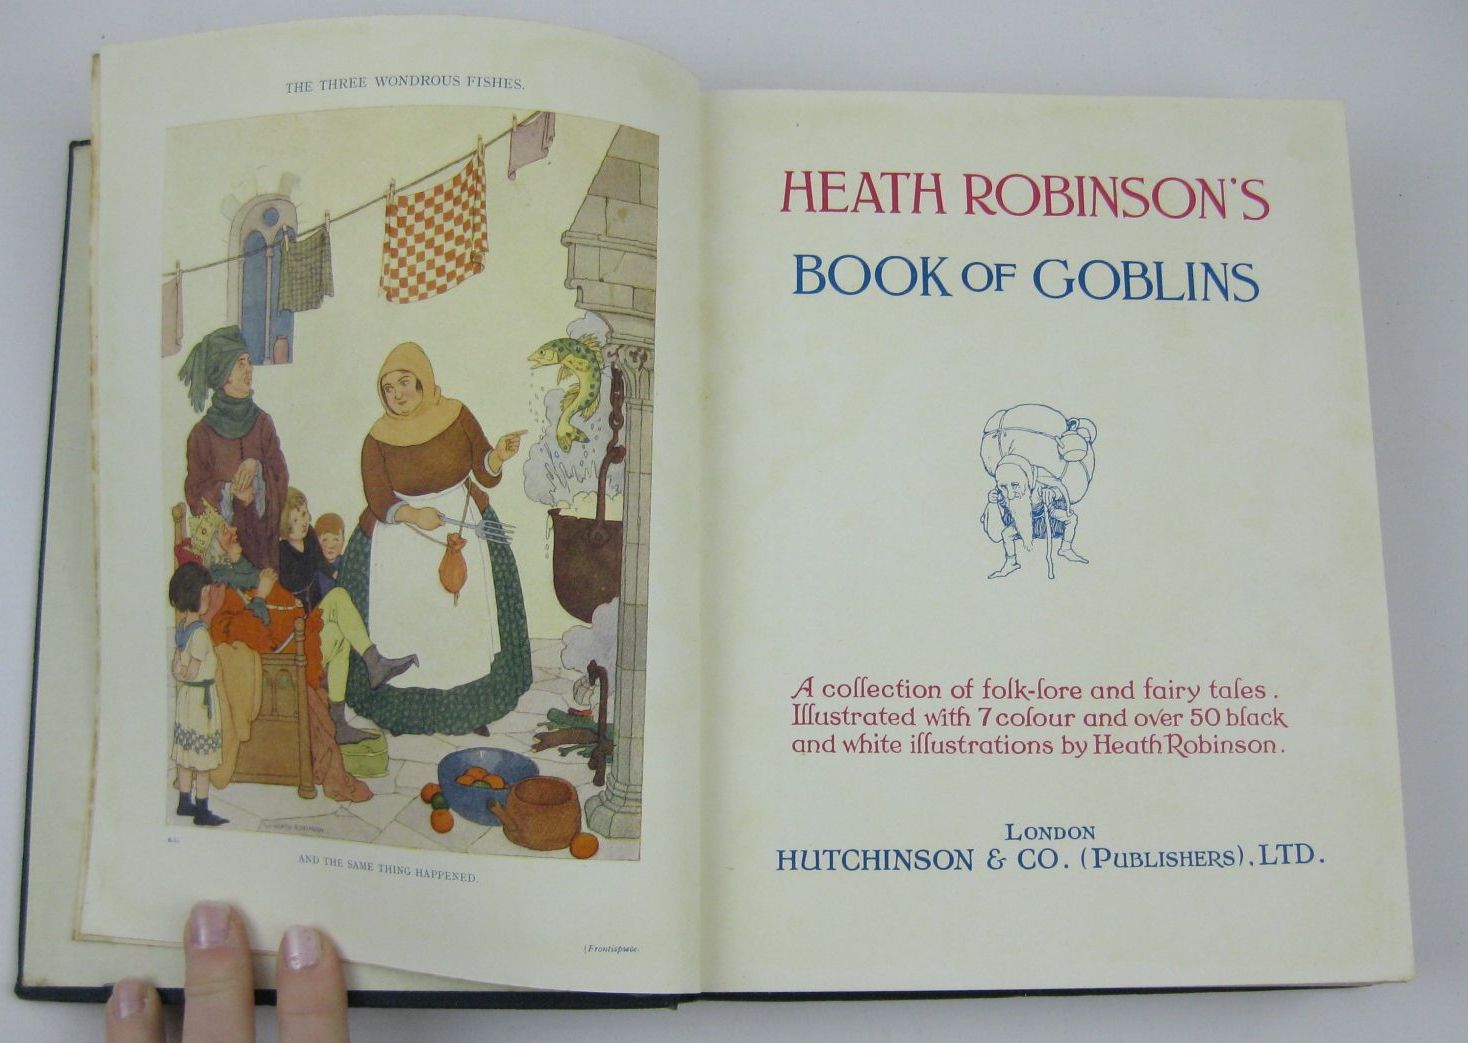 THE THREE WONDROUS FISHES.
AND THE SAME THING HAPPENED.
(Frontispiece.
HEATH ROBINSON'S
BOOK OF GOBLINS
A collection of folk-lore and fairy tales.
Illustrated with 7 colour and over 50 black
and white illustrations by Heath Robinson.
LONDON
HUTCHINSON & CO. (PUBLISHERS), LTD.